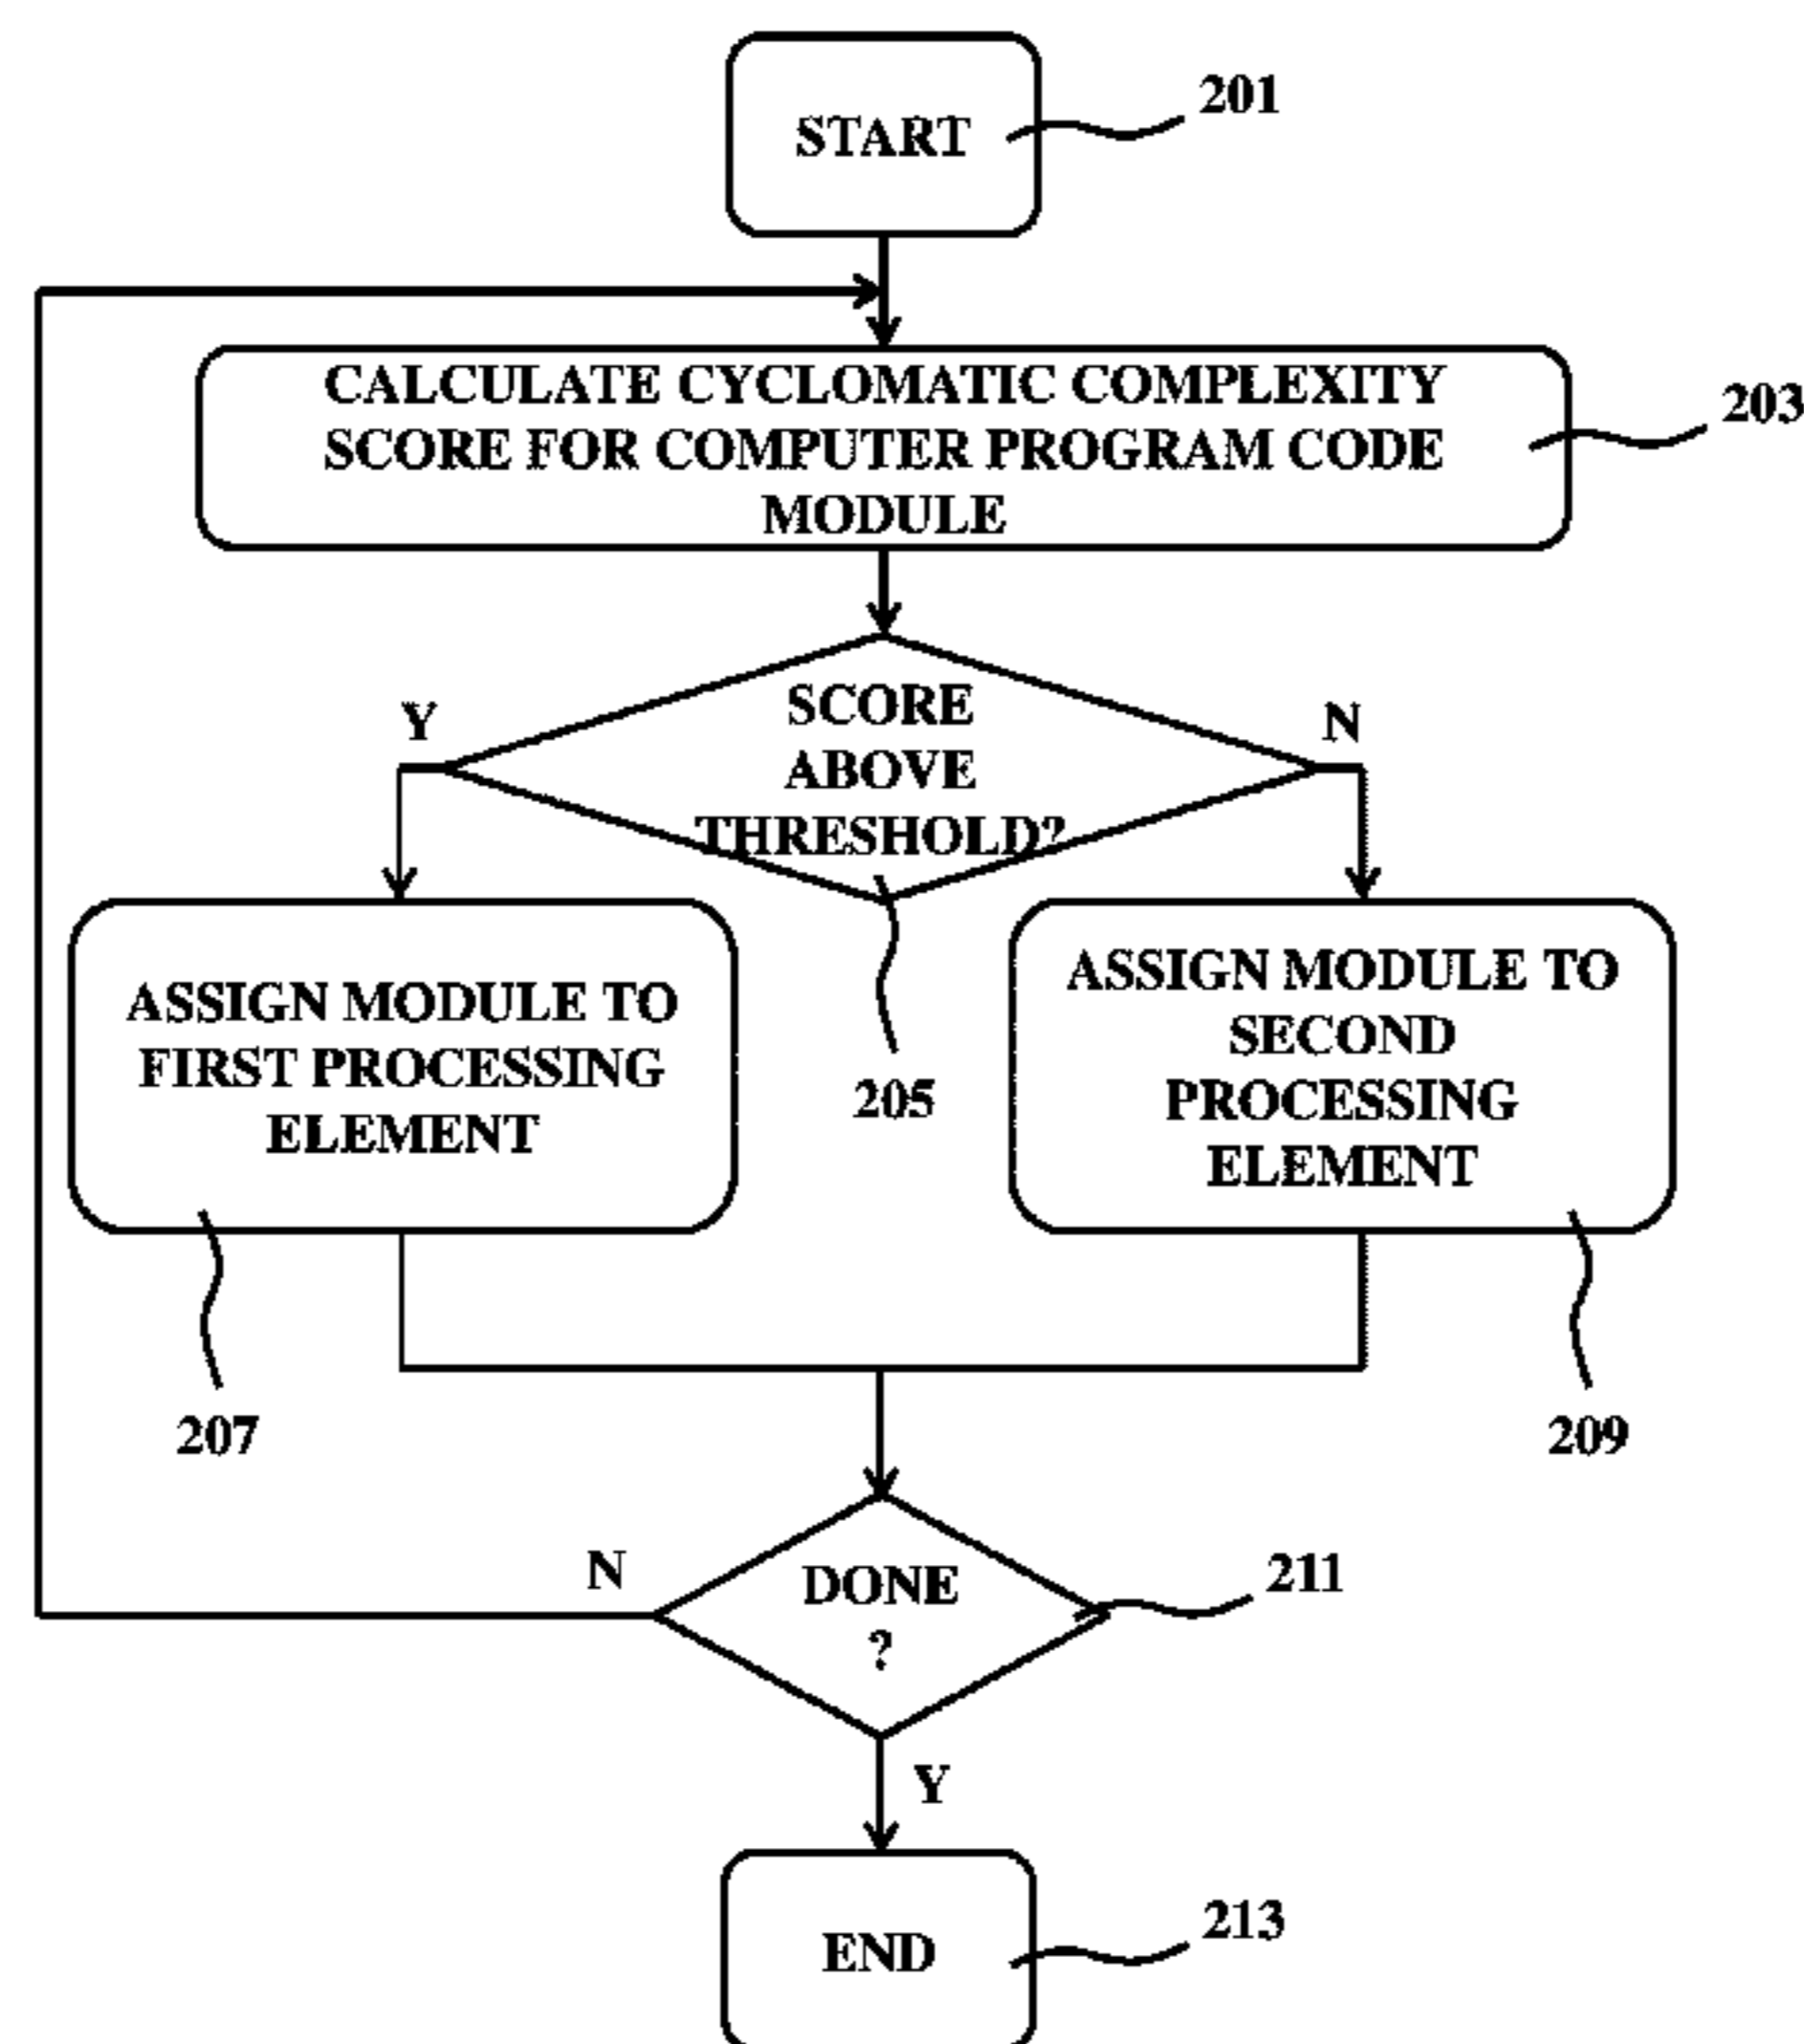 START
201
CALCULATE CYCLOMATIC COMPLEXITY
SCORE FOR COMPUTER PROGRAM CODE
MODULE
203
SCORE
ABOVE
THRESHOLD?
Y
N
205
ASSIGN MODULE TO
FIRST PROCESSING
ELEMENT
207
ASSIGN MODULE TO
SECOND
PROCESSING
ELEMENT
209
DONE
?
N
211
Y
END
213